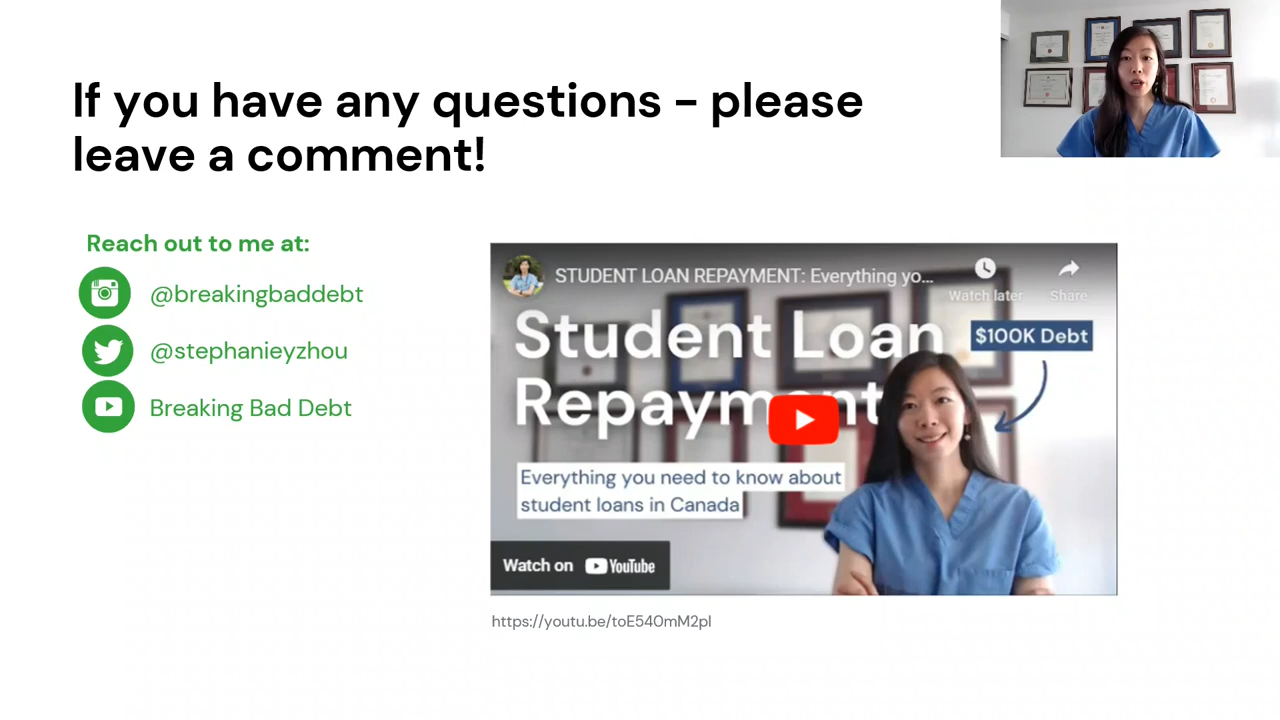 If you have any questions - please
leave a comment!
Reach out to me at:
@breakingbaddebt
@stephanieyzhou
Breaking Bad Debt
STUDENT LOAN REPAYMENT: Everything yo...
Watch later
Share
Student Loan
Repayment
$100K Debt
Everything you need to know about
student loans in Canada
Watch on YouTube
https://youtu.be/toE540mM2pI